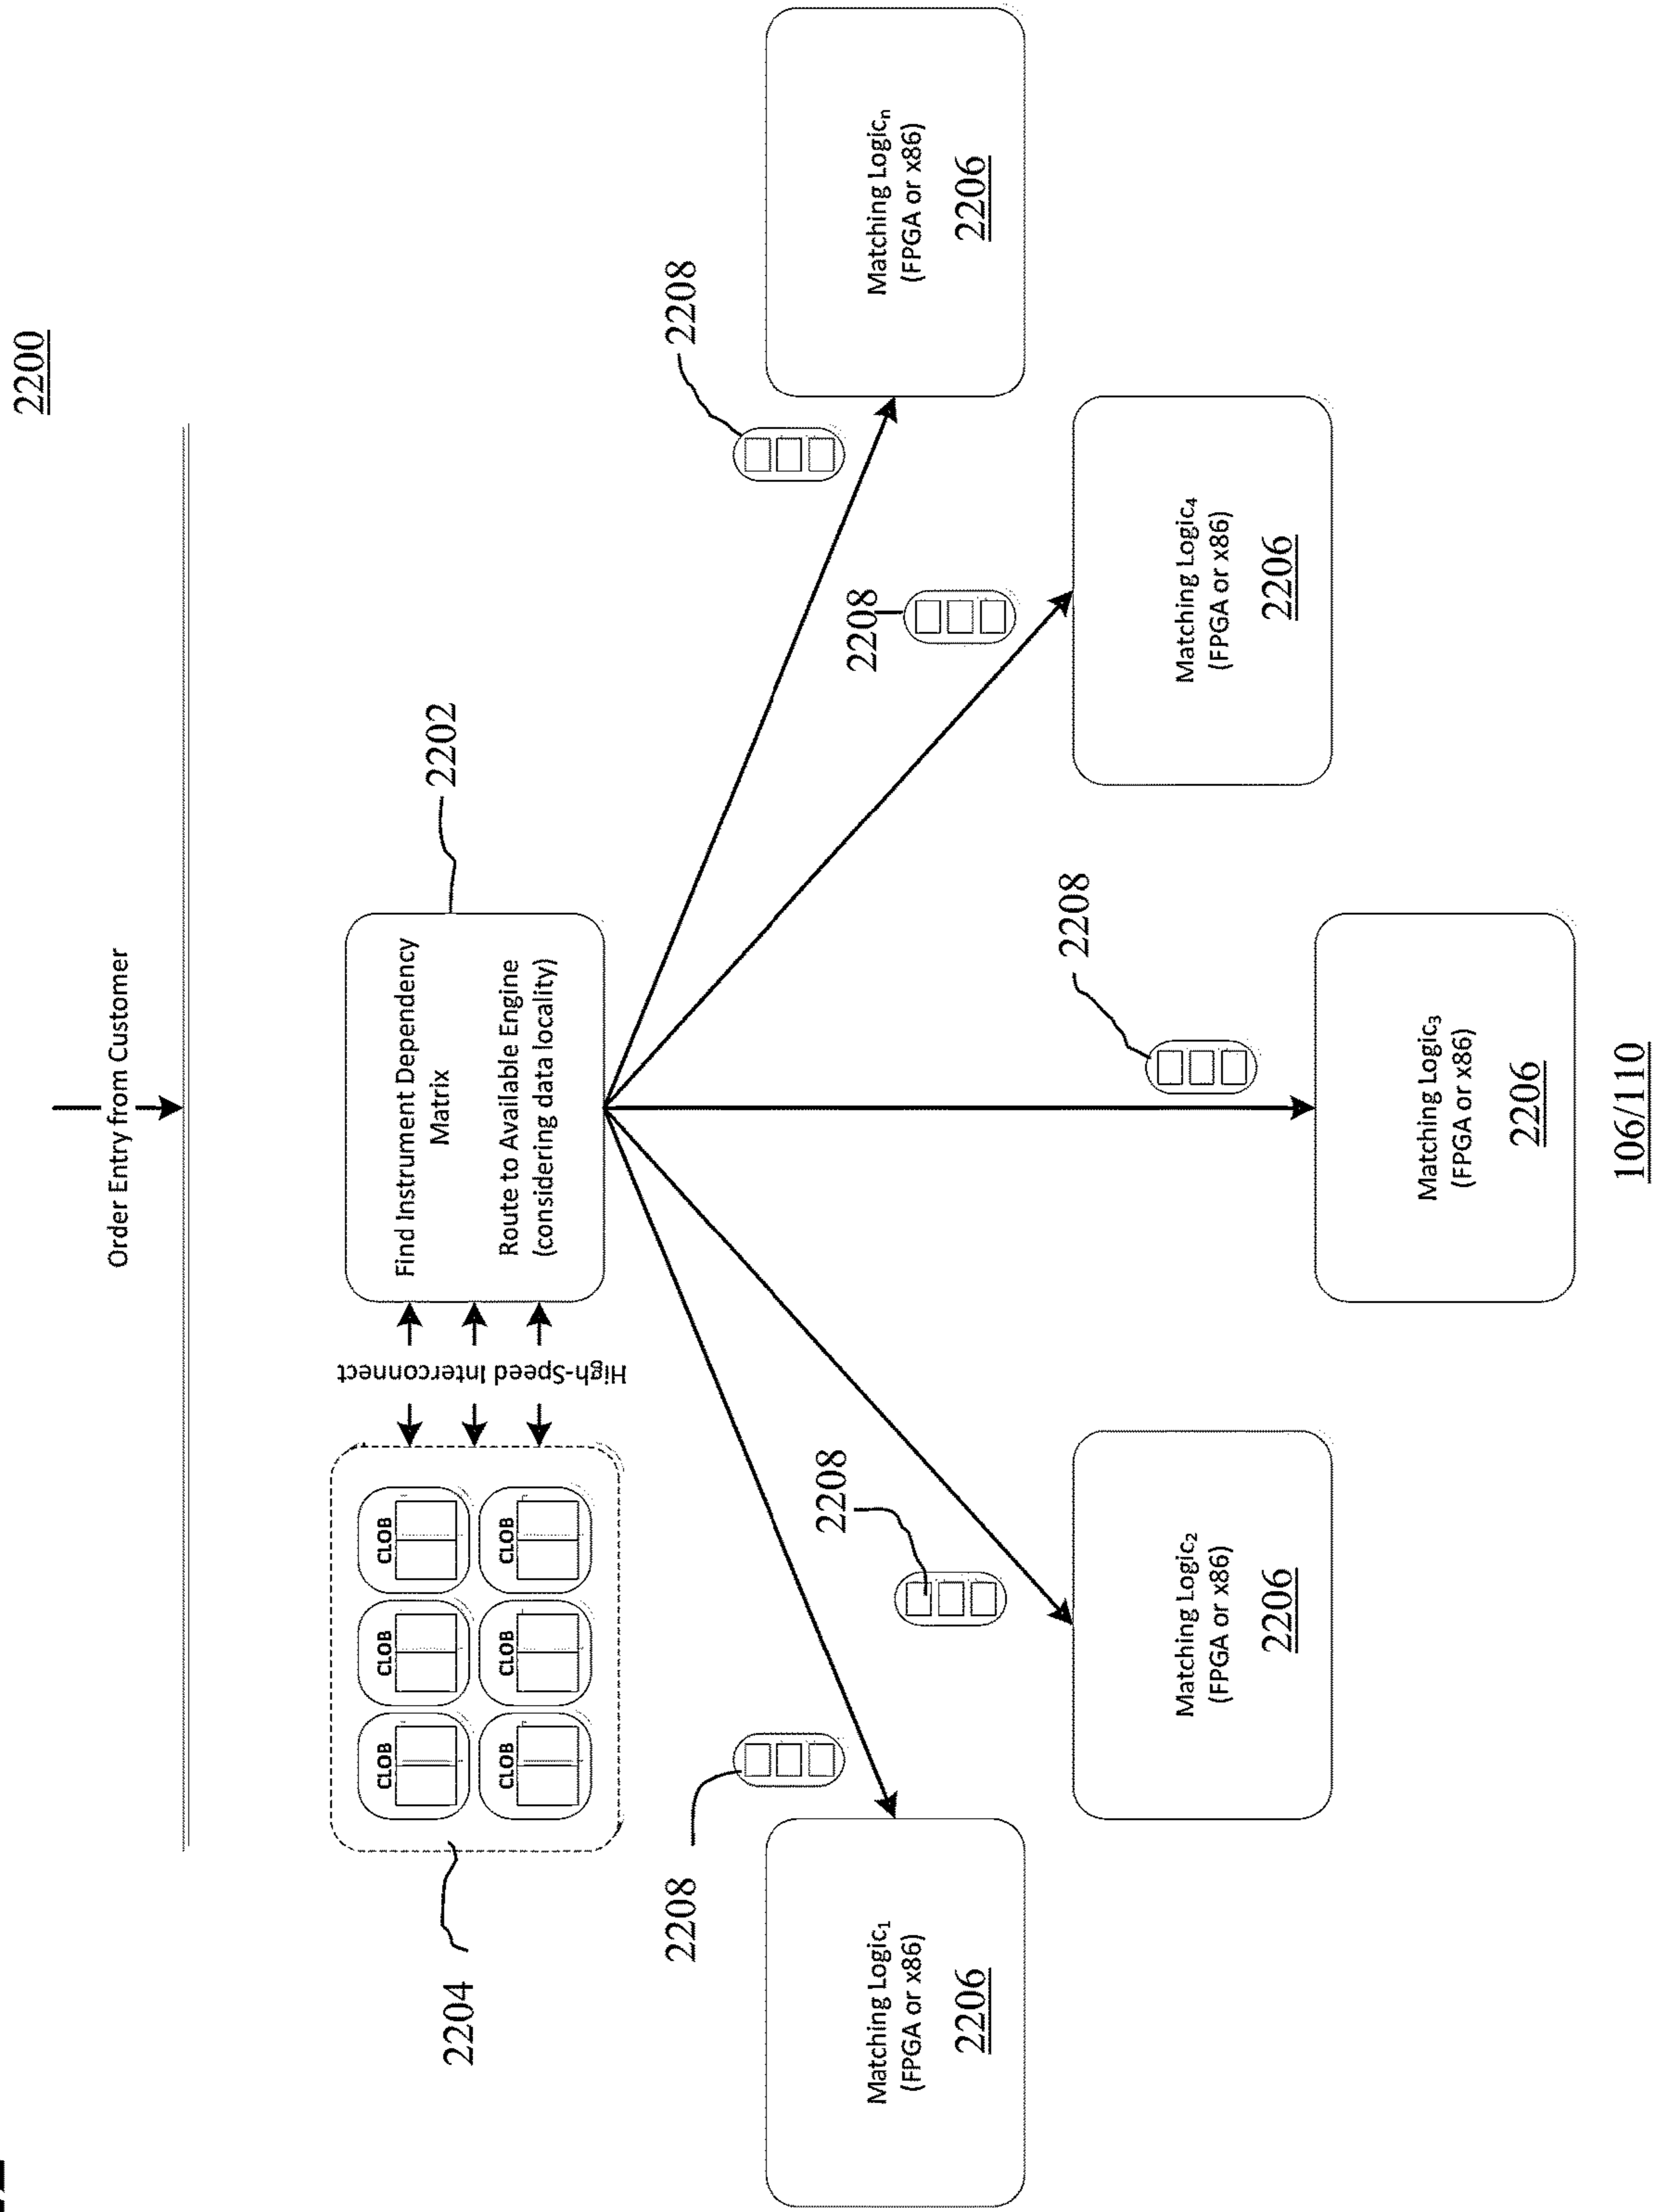 2200
Order Entry from Customer
2204
CLOB
CLOB
CLOB
CLOB
CLOB
CLOB
High-Speed Interconnect
Find Instrument Dependency
Matrix
Route to Available Engine
(considering data locality)
2202
2208
2208
2208
2208
2208
Matching Logic₁
(FPGA or x86)
2206
Matching Logic₂
(FPGA or x86)
2206
Matching Logic₃
(FPGA or x86)
2206
Matching Logic₄
(FPGA or x86)
2206
Matching Logicₙ
(FPGA or x86)
2206
106/110